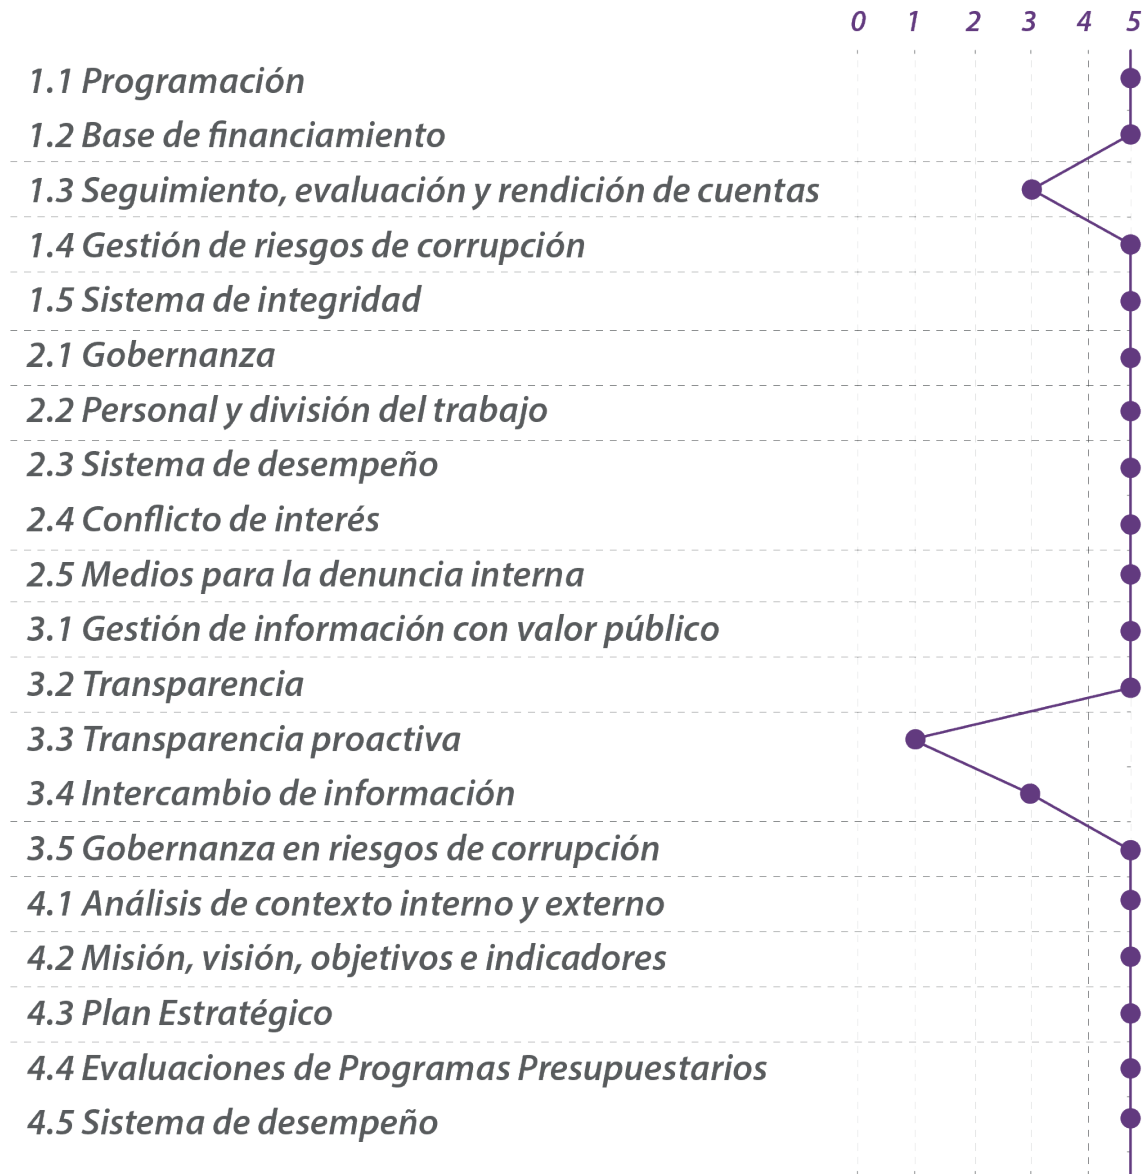 0 1 2 3 4 5
1.1 Programación
1.2 Base de financiamiento
1.3 Seguimiento, evaluación y rendición de cuentas
1.4 Gestión de riesgos de corrupción
1.5 Sistema de integridad
2.1 Gobernanza
2.2 Personal y división del trabajo
2.3 Sistema de desempeño
2.4 Conflicto de interés
2.5 Medios para la denuncia interna
3.1 Gestión de información con valor público
3.2 Transparencia
3.3 Transparencia proactiva
3.4 Intercambio de información
3.5 Gobernanza en riesgos de corrupción
4.1 Análisis de contexto interno y externo
4.2 Misión, visión, objetivos e indicadores
4.3 Plan Estratégico
4.4 Evaluaciones de Programas Presupuestarios
4.5 Sistema de desempeño